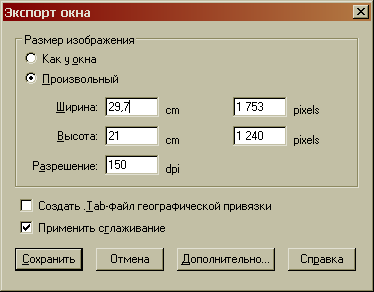 Экспорт окна
Размер изображения
Как у окна
Произвольный
Ширина: 29,7 cm 1 753 pixels
Высота: 21 cm 1 240 pixels
Разрешение: 150 dpi
Создать .Tab-файл географической привязки
Применить сглаживание
Сохранить Отмена Дополнительно... Справка